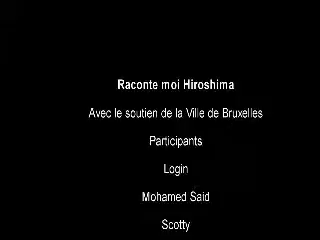 Raconte moi Hiroshima
Avec le soutien de la Ville de Bruxelles
Participants
Login
Mohamed Said
Scotty